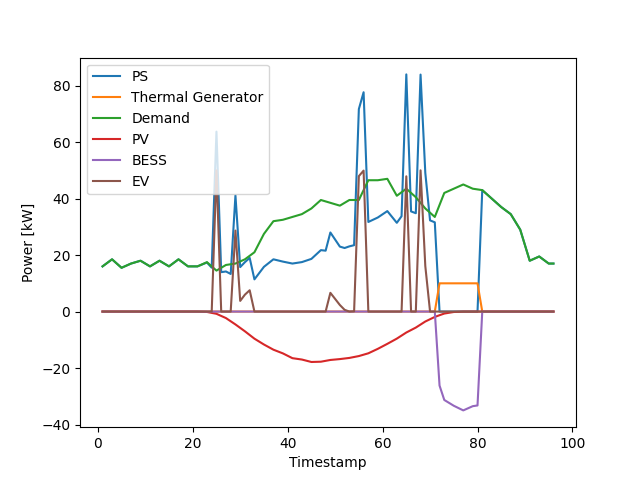 PS
Thermal Generator
Demand
PV
BESS
EV
Power [kW]
80
60
40
20
0
−20
−40
0 20 40 60 80 100
Timestamp